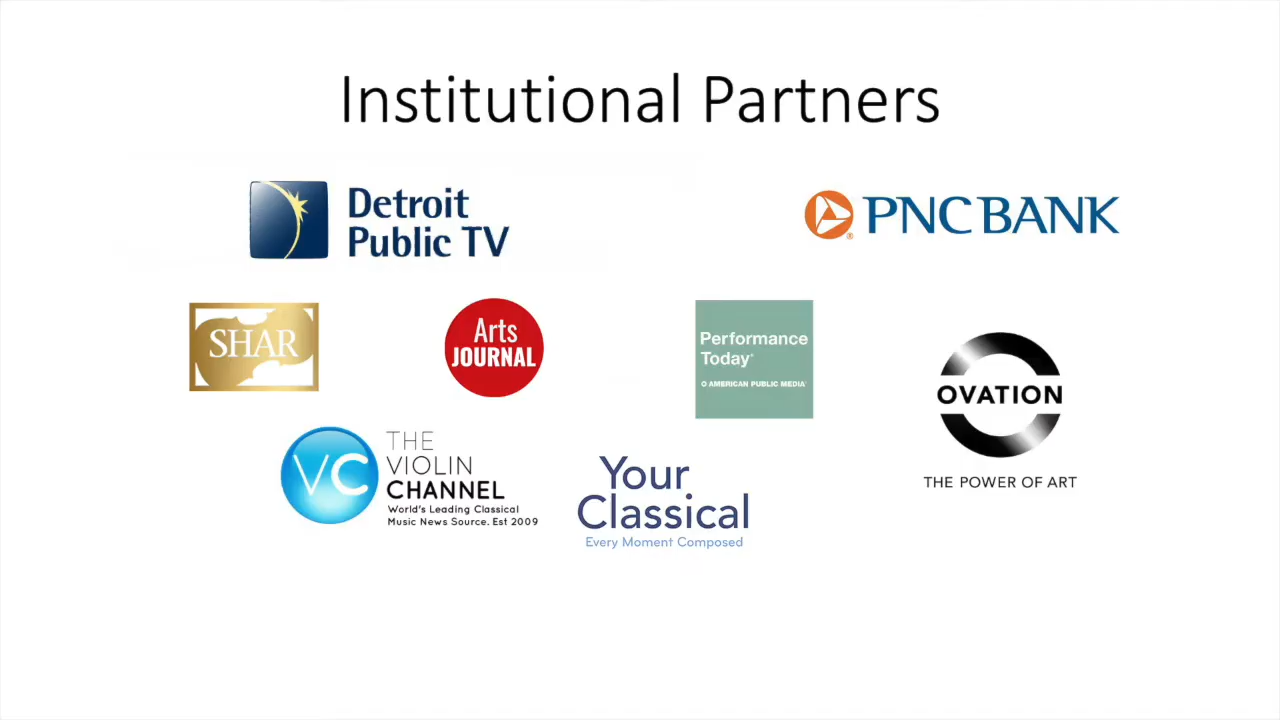 Institutional Partners
Detroit
Public TV
PNC BANK
SHAR
Arts
JOURNAL
Performance
Today
AMERICAN PUBLIC MEDIA
OVATION
THE POWER OF ART
VC
THE
VIOLIN
CHANNEL
World's Leading Classical
Music News Source. Est 2009
Your
Classical
Every Moment Composed